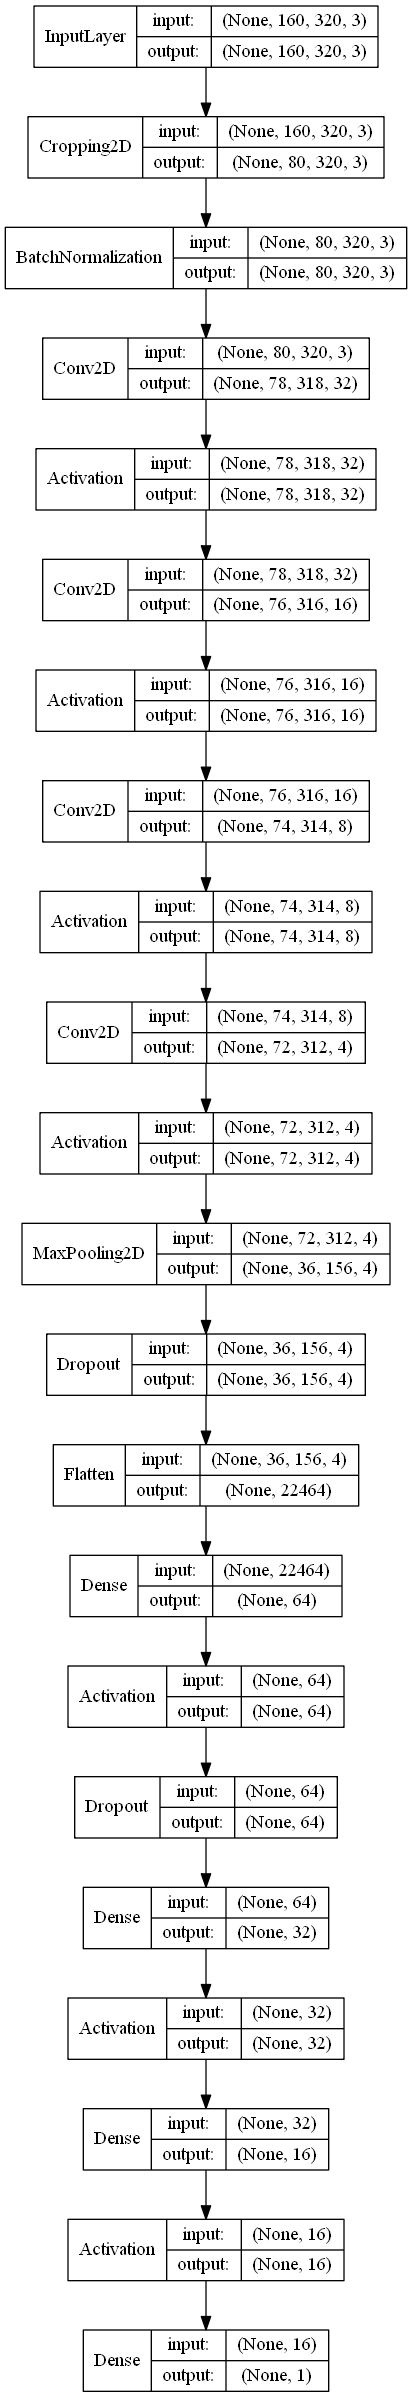 InputLayer
input: (None, 160, 320, 3)
output: (None, 160, 320, 3)
Cropping2D
input: (None, 160, 320, 3)
output: (None, 80, 320, 3)
BatchNormalization
input: (None, 80, 320, 3)
output: (None, 80, 320, 3)
Conv2D
input: (None, 80, 320, 3)
output: (None, 78, 318, 32)
Activation
input: (None, 78, 318, 32)
output: (None, 78, 318, 32)
Conv2D
input: (None, 78, 318, 32)
output: (None, 76, 316, 16)
Activation
input: (None, 76, 316, 16)
output: (None, 76, 316, 16)
Conv2D
input: (None, 76, 316, 16)
output: (None, 74, 314, 8)
Activation
input: (None, 74, 314, 8)
output: (None, 74, 314, 8)
Conv2D
input: (None, 74, 314, 8)
output: (None, 72, 312, 4)
Activation
input: (None, 72, 312, 4)
output: (None, 72, 312, 4)
MaxPooling2D
input: (None, 72, 312, 4)
output: (None, 36, 156, 4)
Dropout
input: (None, 36, 156, 4)
output: (None, 36, 156, 4)
Flatten
input: (None, 36, 156, 4)
output: (None, 22464)
Dense
input: (None, 22464)
output: (None, 64)
Activation
input: (None, 64)
output: (None, 64)
Dropout
input: (None, 64)
output: (None, 64)
Dense
input: (None, 64)
output: (None, 32)
Activation
input: (None, 32)
output: (None, 32)
Dense
input: (None, 32)
output: (None, 16)
Activation
input: (None, 16)
output: (None, 16)
Dense
input: (None, 16)
output: (None, 1)